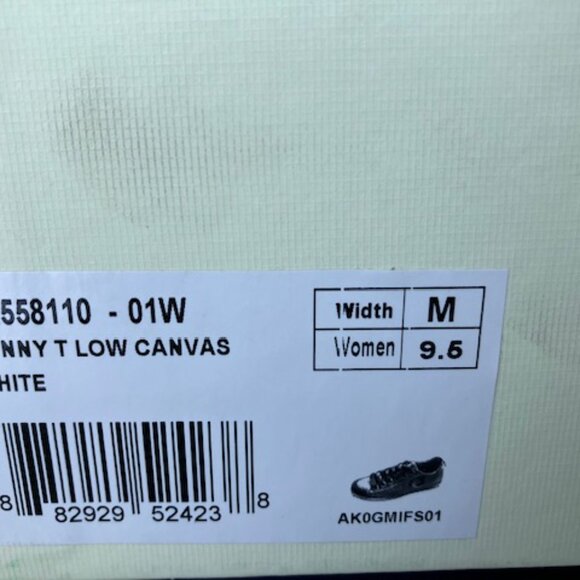 558110 - 01W
NNY T LOW CANVAS
HITE
Width M
Women 9.5
8 82929 52423 8
AK0GMIFS01